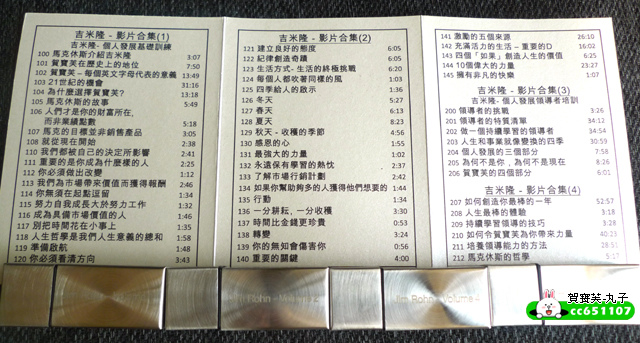 吉米隆 - 影片合集(1)
吉米隆- 個人發展基礎訓練
100 馬克休斯介紹吉米隆 3:07
101 賀寶芙在歷史上的地位 7:50
102 賀寶芙 – 每個英文字母代表的意義 13:49
103 21世紀的機會 31:16
104 為什麼選擇賀寶芙? 13:18
105 馬克休斯的故事 5:49
106 人們才是你的財富所在,
而非業績點數 5:18
107 馬克的目標並非銷售產品 3:05
108 就從現在開始 2:38
110 我們都被自己的決定所影響 2:41
111 重要的是你成為什麼樣的人 2:25
112 你必須做出改變 1:12
113 我們為市場帶來價值而獲得報酬 2:46
114 你無須在起點逗留 1:34
115 努力自我成長大於努力工作 1:32
116 成為具備市場價值的人 1:34
117 別把時間花在小事上 1:35
118 人生哲學是我們人生意義的總和 1:58
119 準備啟航 5:01
120 你必須看清方向 3:43
吉米隆 - 影片合集(2)
121 建立良好的態度 6:05
122 紀律創造奇蹟 6:05
123 生活方式- 生活的終極挑戰 6:20
124 每個人都吹著同樣的風 1:03
125 四季給人的啟示 1:36
126 冬天 5:27
127 春天 6:13
128 夏天 8:23
129 秋天 - 收穫的季節 4:56
130 感恩的心 1:55
131 最強大的力量 1:02
132 永遠保有學習的熱忱 2:37
133 了解市場行銷計劃 2:42
134 如果你幫助夠多的人獲得他們想要的 1:44
135 行動 1:34
136 一分耕耘,一分收穫 3:30
137 時間比金錢更珍貴 0:53
138 轉變 3:24
139 你的無知會傷害你 0:56
140 重要的關鍵 4:00
141 激勵的五個來源 26:10
142 充滿活力的生活 – 重要的D 16:02
143 四個「如果」創造人生的價值 6:25
144 10個偉大的力量 23:27
145 擁有非凡的快樂 1:07
吉米隆 - 影片合集(3)
吉米隆- 個人發展領導者培訓
200 領導者的挑戰 3:26
201 領導者的特質清單 34:12
202 做一個持續學習的領導者 34:54
203 人生和事業就像變換的四季 30:59
204 個人發展的三個部分 7:58
205 為何不是你﹐為何不是現在 8:26
206 賀寶芙的四個部份 6:01
吉米隆 - 影片合集(4)
207 如何創造你最棒的一年 52:57
208 人生最棒的體驗 3:18
209 持續學習領導的技巧 3:28
210 如何令賀寶芙為你帶來力量 40:23
211 培養領導能力的方法 28:51
212 馬克休斯的哲學 5:17
Jim Rohn - Volume 4
賀寶芙-丸子
cc651107